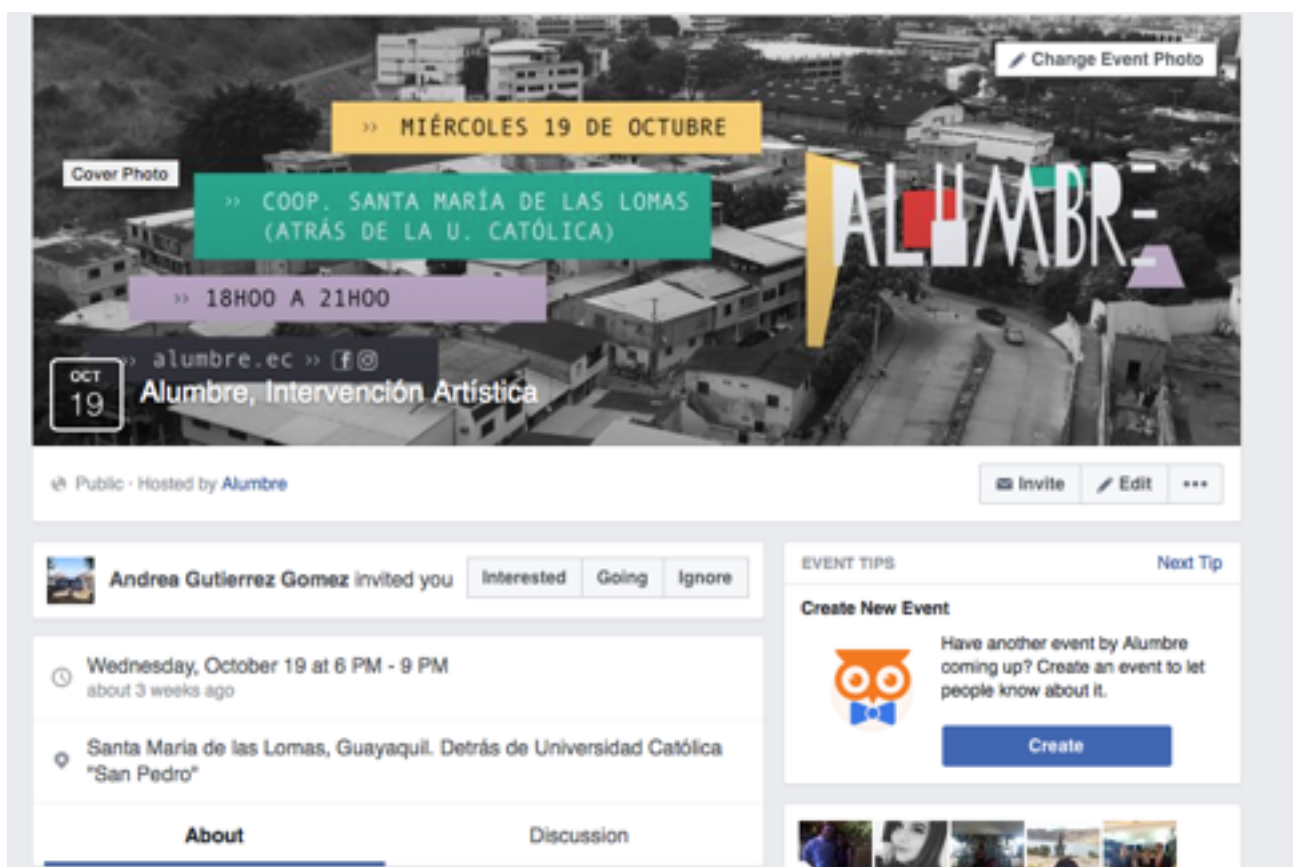 Change Event Photo
>> MIÉRCOLES 19 DE OCTUBRE
Cover Photo
>> COOP. SANTA MARÍA DE LAS LOMAS
(ATRÁS DE LA U. CATÓLICA)
ALUMBRE
>> 18H00 A 21H00
>> alumbre.ec >>
OCT
19
Alumbre, Intervención Artística
Public · Hosted by Alumbre
Invite
Edit
Andrea Gutierrez Gomez invited you
Interested
Going
Ignore
EVENT TIPS
Next Tip
Create New Event
Have another event by Alumbre
coming up? Create an event to let
people know about it.
Create
Wednesday, October 19 at 6 PM - 9 PM
about 3 weeks ago
Santa Maria de las Lomas, Guayaquil. Detrás de Universidad Católica
"San Pedro"
About
Discussion